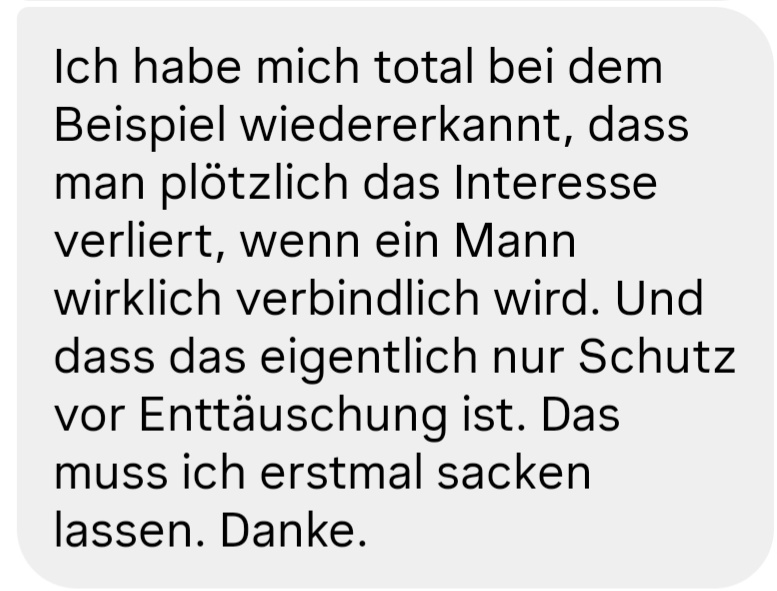 Ich habe mich total bei dem
Beispiel wiedererkannt, dass
man plötzlich das Interesse
verliert, wenn ein Mann
wirklich verbindlich wird. Und
dass das eigentlich nur Schutz
vor Enttäuschung ist. Das
muss ich erstmal sacken
lassen. Danke.